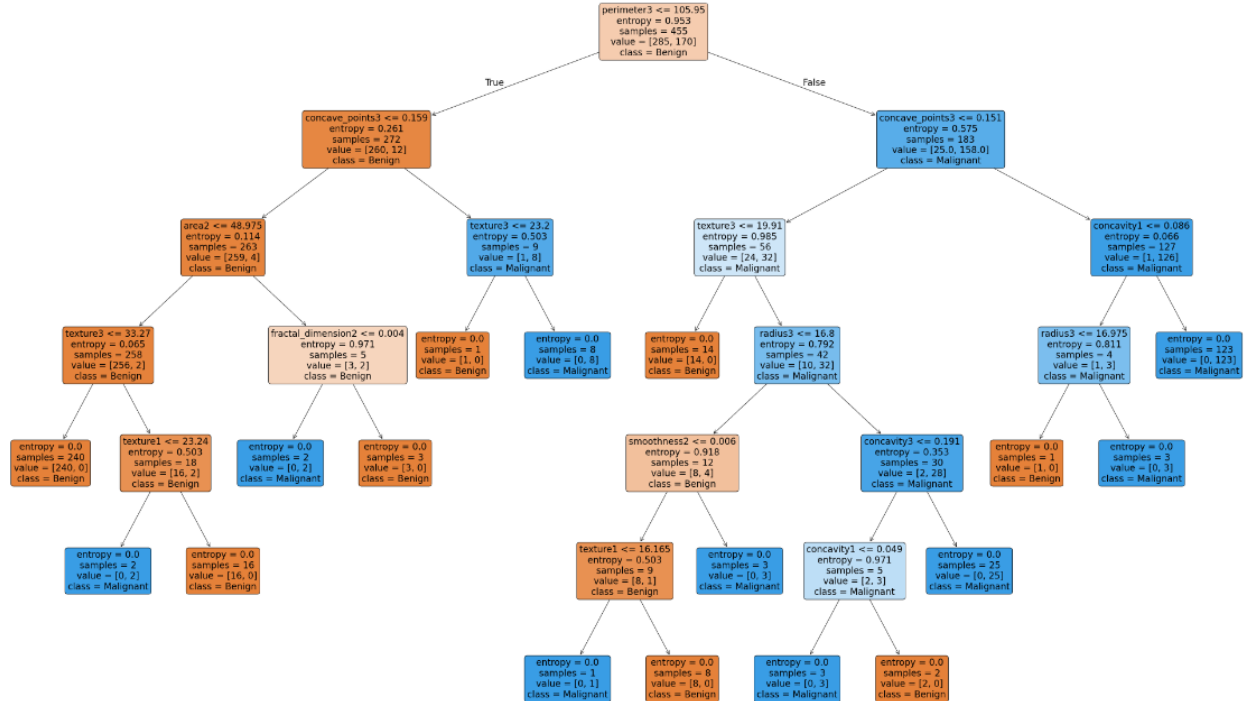 perimeter3 <= 105.95
entropy = 0.953
samples = 455
value = [285, 170]
class = Benign
True
False
concave_points3 <= 0.159
entropy = 0.261
samples = 272
value = [260, 12]
class = Benign
concave_points3 <= 0.151
entropy = 0.575
samples = 183
value = [25.0, 158.0]
class = Malignant
area2 <= 48.975
entropy = 0.114
samples = 263
value = [259, 4]
class = Benign
texture3 <= 23.2
entropy = 0.503
samples = 9
value = [1, 8]
class = Malignant
texture3 <= 19.91
entropy = 0.985
samples = 56
value = [24, 32]
class = Malignant
concavity1 <= 0.086
entropy = 0.066
samples = 127
value = [1, 126]
class = Malignant
texture3 <= 33.27
entropy = 0.065
samples = 258
value = [256, 2]
class = Benign
fractal_dimension2 <= 0.004
entropy = 0.971
samples = 5
value = [3, 2]
class = Benign
entropy = 0.0
samples = 1
value = [1, 0]
class = Benign
entropy = 0.0
samples = 8
value = [0, 8]
class = Malignant
entropy = 0.0
samples = 14
value = [14, 0]
class = Benign
radius3 <= 16.8
entropy = 0.792
samples = 42
value = [10, 32]
class = Malignant
radius3 <= 16.975
entropy = 0.811
samples = 4
value = [1, 3]
class = Malignant
entropy = 0.0
samples = 123
value = [0, 123]
class = Malignant
entropy = 0.0
samples = 240
value = [240, 0]
class = Benign
texture1 <= 23.24
entropy = 0.503
samples = 18
value = [16, 2]
class = Benign
entropy = 0.0
samples = 2
value = [0, 2]
class = Malignant
entropy = 0.0
samples = 3
value = [3, 0]
class = Benign
smoothness2 <= 0.006
entropy = 0.918
samples = 12
value = [8, 4]
class = Benign
concavity3 <= 0.191
entropy = 0.353
samples = 30
value = [2, 28]
class = Malignant
entropy = 0.0
samples = 1
value = [1, 0]
class = Benign
entropy = 0.0
samples = 3
value = [0, 3]
class = Malignant
entropy = 0.0
samples = 2
value = [0, 2]
class = Malignant
entropy = 0.0
samples = 16
value = [16, 0]
class = Benign
texture1 <= 16.165
entropy = 0.503
samples = 9
value = [8, 1]
class = Benign
entropy = 0.0
samples = 3
value = [0, 3]
class = Malignant
concavity1 <= 0.049
entropy = 0.971
samples = 5
value = [2, 3]
class = Malignant
entropy = 0.0
samples = 25
value = [0, 25]
class = Malignant
entropy = 0.0
samples = 1
value = [0, 1]
class = Malignant
entropy = 0.0
samples = 8
value = [8, 0]
class = Benign
entropy = 0.0
samples = 3
value = [0, 3]
class = Malignant
entropy = 0.0
samples = 2
value = [2, 0]
class = Benign